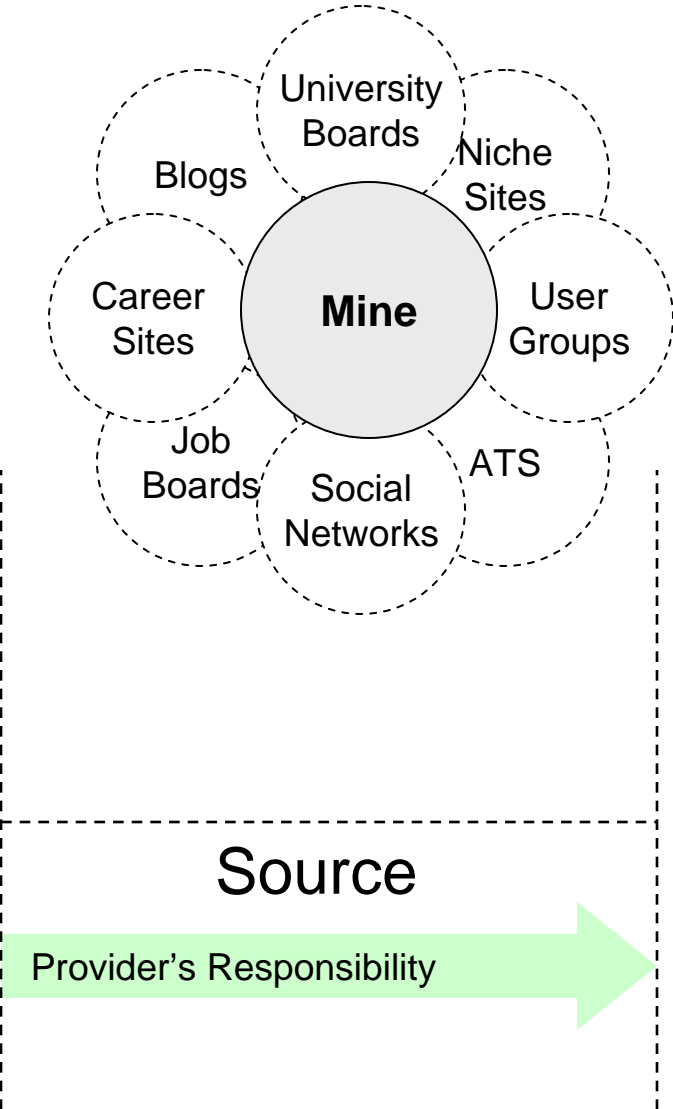 University
Boards
Niche
Sites
Blogs
Career
Sites
Mine
User
Groups
Job
Boards
Social
Networks
ATS
Source
Provider’s Responsibility